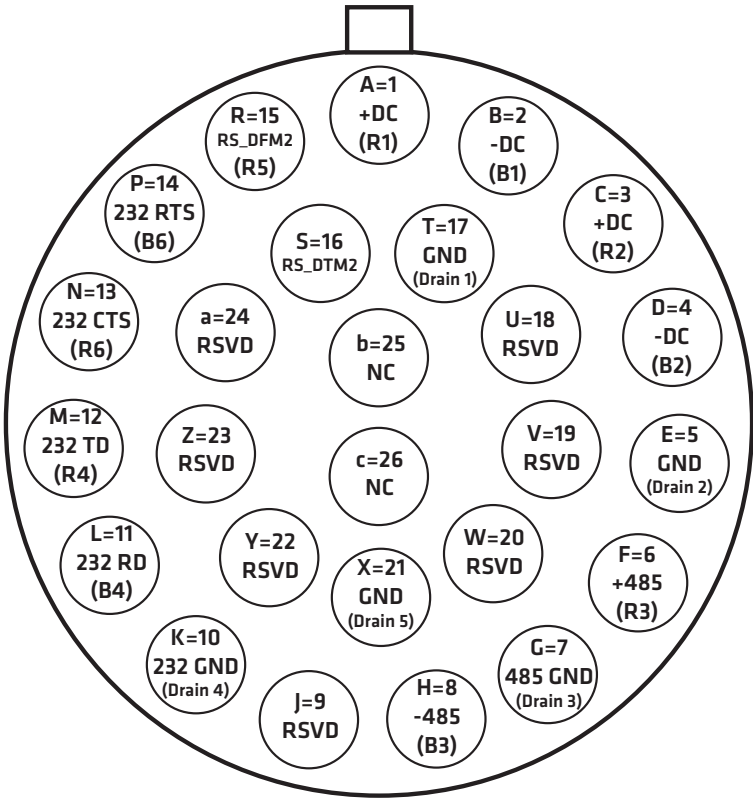 A=1
+DC
(R1)
B=2
-DC
(B1)
C=3
+DC
(R2)
D=4
-DC
(B2)
E=5
GND
(Drain 2)
F=6
+485
(R3)
G=7
485 GND
(Drain 3)
H=8
-485
(B3)
J=9
RSVD
K=10
232 GND
(Drain 4)
L=11
232 RD
(B4)
M=12
232 TD
(R4)
N=13
232 CTS
(R6)
P=14
232 RTS
(B6)
R=15
RS_DFM2
(R5)
S=16
RS_DTM2
T=17
GND
(Drain 1)
U=18
RSVD
V=19
RSVD
W=20
RSVD
X=21
GND
(Drain 5)
Y=22
RSVD
Z=23
RSVD
a=24
RSVD
b=25
NC
c=26
NC